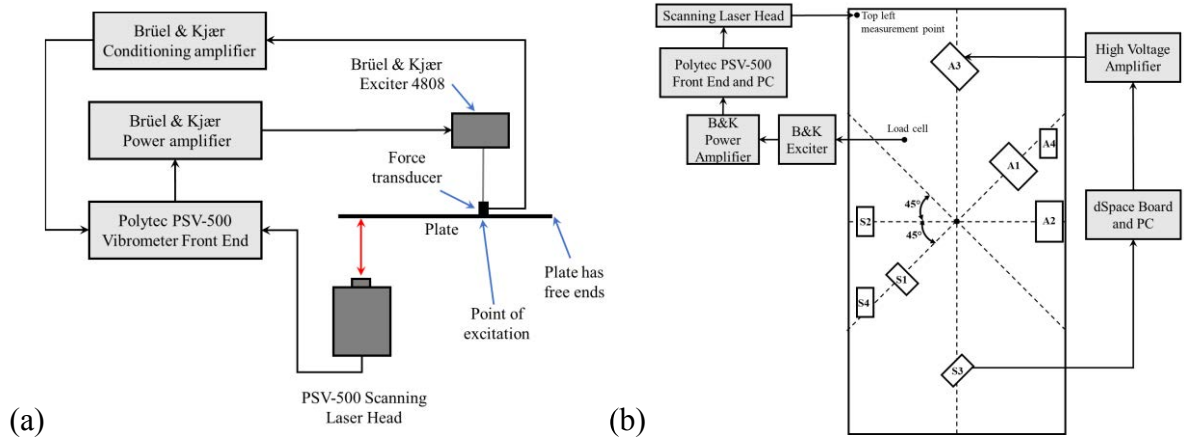 (a)
Brüel & Kjær
Conditioning amplifier
Brüel & Kjær
Exciter 4808
Brüel & Kjær
Power amplifier
Force
transducer
Polytec PSV-500
Vibrometer Front End
Plate
Plate has
free ends
Point of
excitation
PSV-500 Scanning
Laser Head
(b)
Scanning Laser Head
Top left
measurement point
Polytec PSV-500
Front End and PC
A3
High Voltage
Amplifier
B&K
Power
Amplifier
B&K
Exciter
Load cell
A4
A1
45°
S2
A2
dSpace Board
and PC
45°
S1
S4
S3